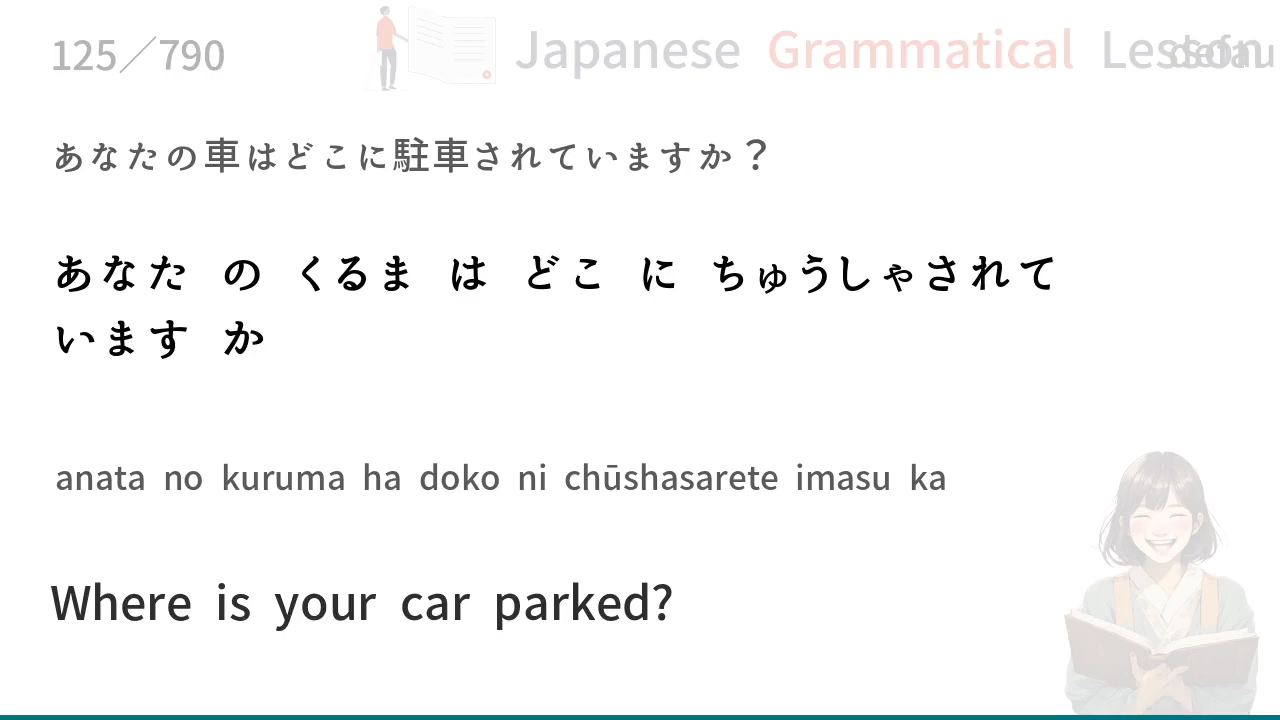 125／790
Japanese Grammatical Lesson
あなたの車はどこに駐車されていますか？
あなた の くるま は どこ に ちゅうしゃされて
います か
anata no kuruma ha doko ni chūshasarete imasu ka
Where is your car parked?